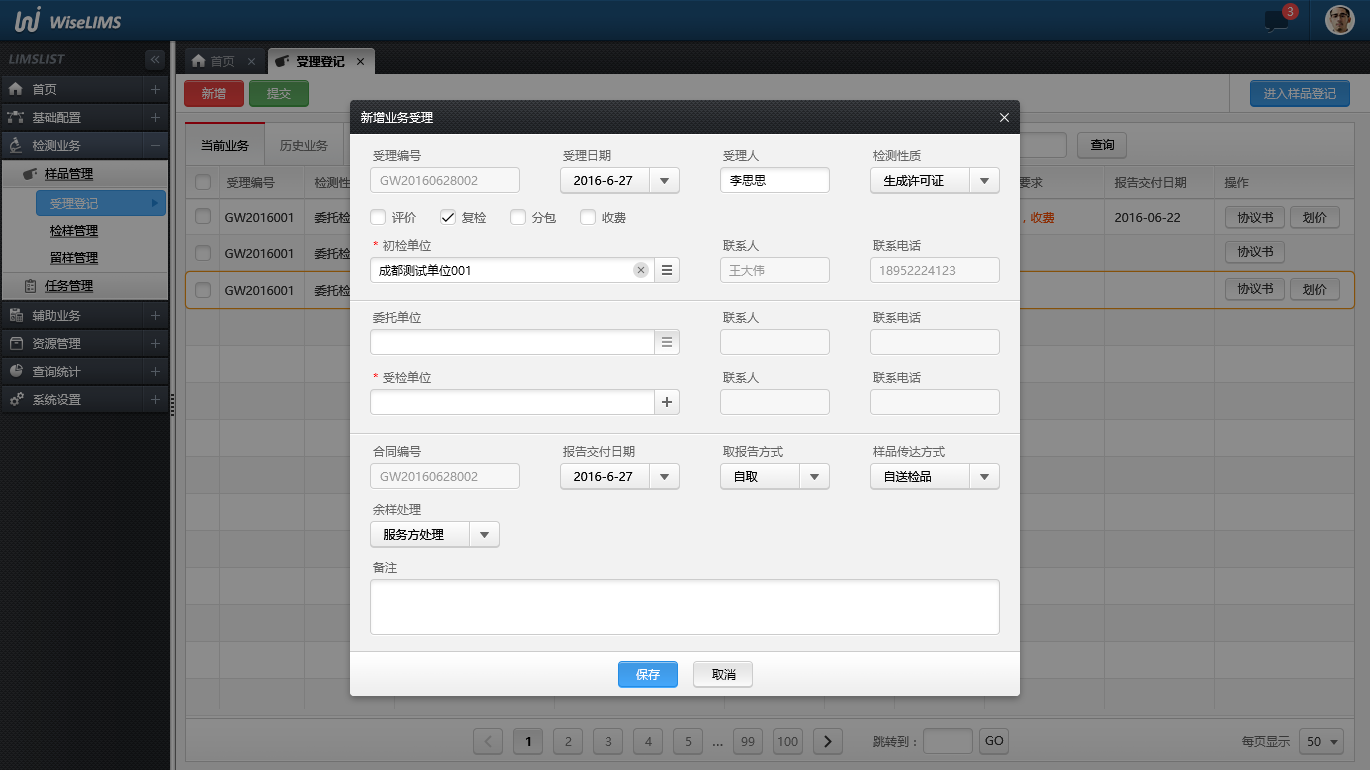 WiseLIMS
3
LIMSLIST
首页
基础配置
检测业务
样品管理
受理登记
检样管理
留样管理
任务管理
辅助业务
资源管理
查询统计
系统设置
首页
受理登记
新增
提交
进入样品登记
当前业务
历史业务
查询
受理编号
检测性
要求
报告交付日期
操作
GW2016001
委托检
, 收费
2016-06-22
协议书
划价
GW2016001
委托检
协议书
GW2016001
委托检
协议书
划价
新增业务受理
受理编号
受理日期
受理人
检测性质
GW20160628002
2016-6-27
李思思
生成许可证
评价
复检
分包
收费
* 初检单位
联系人
联系电话
成都测试单位001
王大伟
18952224123
委托单位
联系人
联系电话
* 受检单位
联系人
联系电话
合同编号
报告交付日期
取报告方式
样品传达方式
GW20160628002
2016-6-27
自取
自送检品
余样处理
服务方处理
备注
保存
取消
1
2
3
4
5
...
99
100
跳转到：
GO
每页显示
50